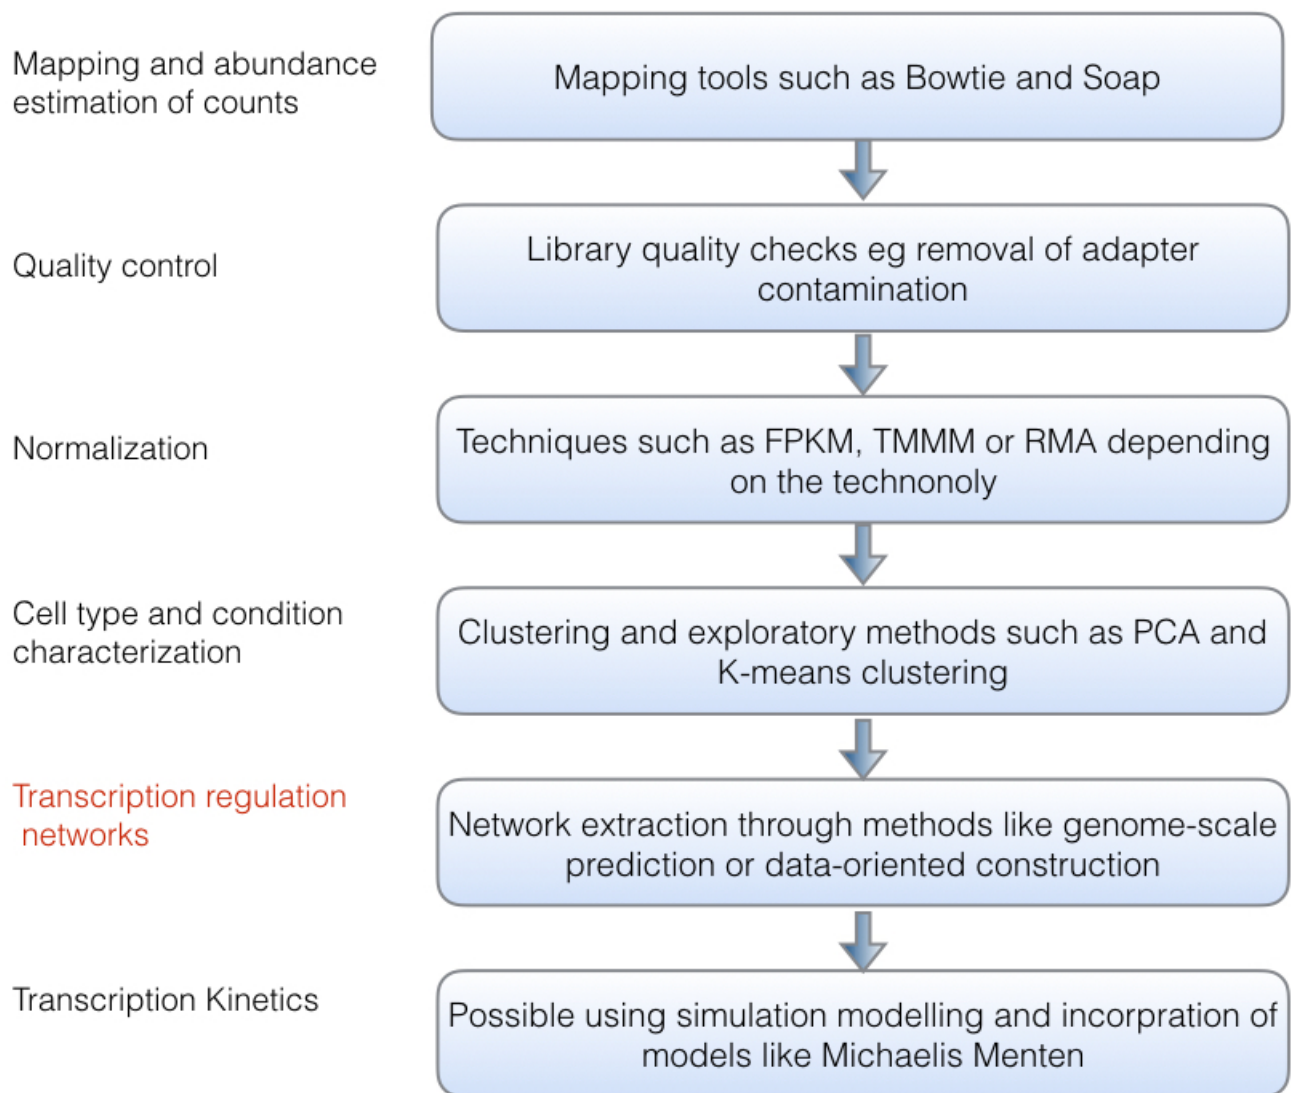 Mapping and abundance
estimation of counts
Mapping tools such as Bowtie and Soap
Quality control
Library quality checks eg removal of adapter
contamination
Normalization
Techniques such as FPKM, TMMM or RMA depending
on the technonoly
Cell type and condition
characterization
Clustering and exploratory methods such as PCA and
K-means clustering
Transcription regulation
networks
Network extraction through methods like genome-scale
prediction or data-oriented construction
Transcription Kinetics
Possible using simulation modelling and incorpration of
models like Michaelis Menten